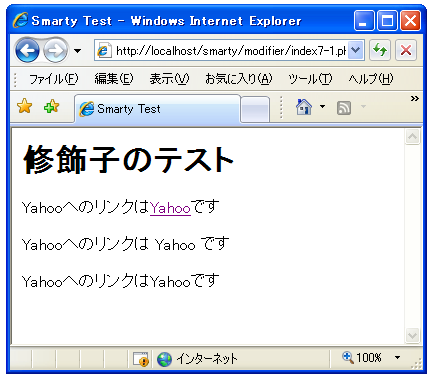 Smarty Test - Windows Internet Explorer
http://localhost/smarty/modifier/index7-1.ph
ファイル(F) 編集(E) 表示(V) お気に入り(A) ツール(T) ヘルプ(H)
Smarty Test
修飾子のテスト
YahooへのリンクはYahooです
Yahooへのリンクは Yahoo です
YahooへのリンクはYahooです
インターネット 100%